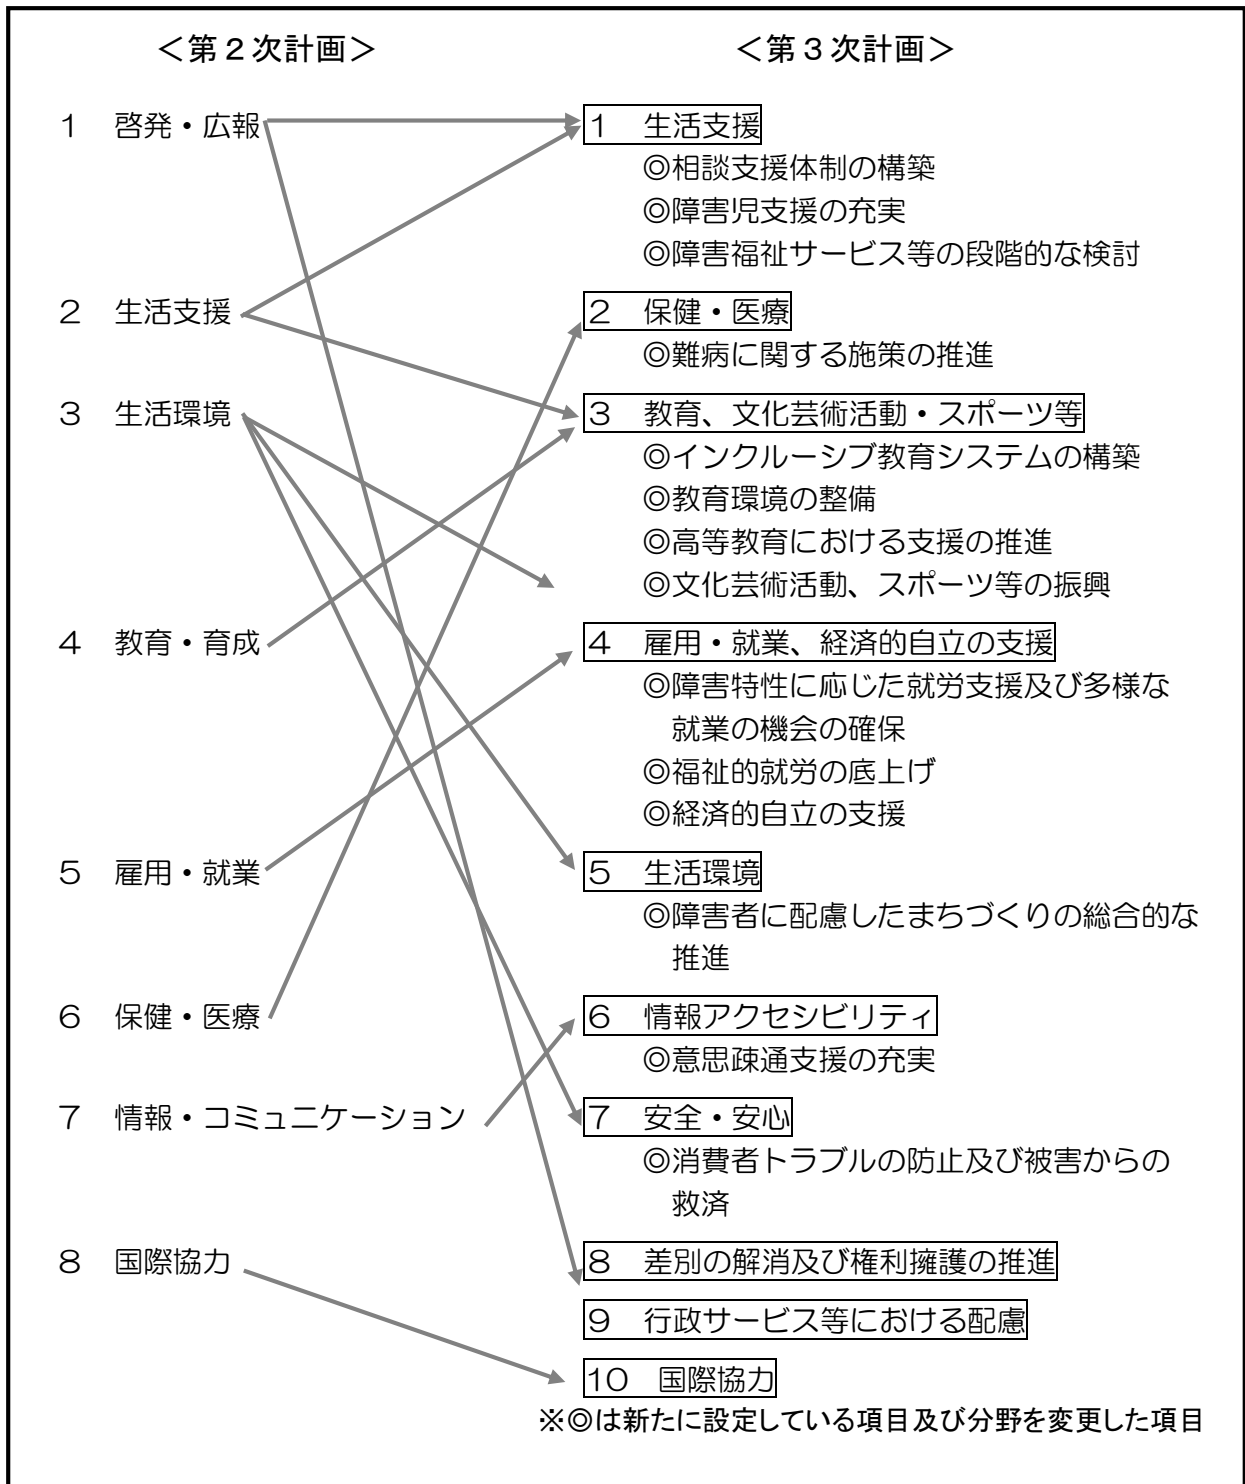 ＜第２次計画＞
１　啓発・広報
２　生活支援
３　生活環境
４　教育・育成
５　雇用・就業
６　保健・医療
７　情報・コミュニケーション
８　国際協力
＜第３次計画＞
１　生活支援
◎相談支援体制の構築
◎障害児支援の充実
◎障害福祉サービス等の段階的な検討
２　保健・医療
◎難病に関する施策の推進
３　教育、文化芸術活動・スポーツ等
◎インクルーシブ教育システムの構築
◎教育環境の整備
◎高等教育における支援の推進
◎文化芸術活動、スポーツ等の振興
４　雇用・就業、経済的自立の支援
◎障害特性に応じた就労支援及び多様な
就業の機会の確保
◎福祉的就労の底上げ
◎経済的自立の支援
５　生活環境
◎障害者に配慮したまちづくりの総合的な
推進
６　情報アクセシビリティ
◎意思疎通支援の充実
７　安全・安心
◎消費者トラブルの防止及び被害からの
救済
８　差別の解消及び権利擁護の推進
９　行政サービス等における配慮
10　国際協力
※◎は新たに設定している項目及び分野を変更した項目